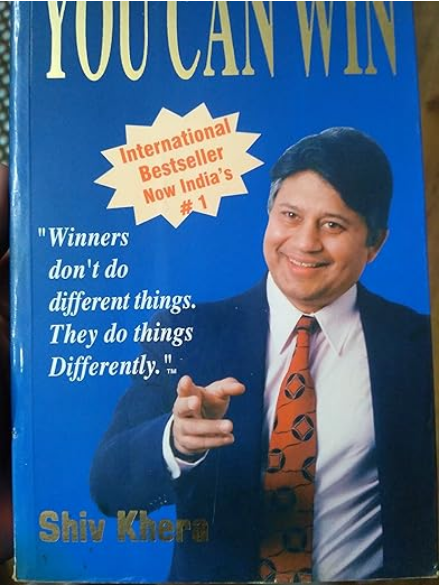 YOU CAN WIN
International
Bestseller
Now India's
# 1
"Winners
don't do
different things.
They do things
Differently."™
Shiv Khera